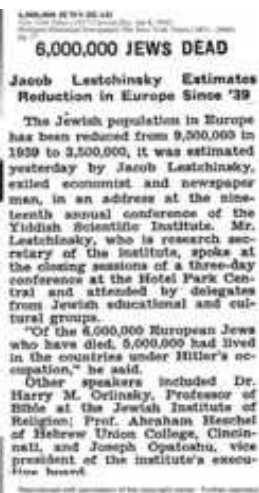 6,000,000 JEWS DEAD
Jacob Lestchinsky Estimates
Reduction in Europe Since '39
The Jewish population in Europe
has been reduced from 9,500,000 in
1939 to 3,500,000, it was estimated
yesterday by Jacob Lestchinsky,
exiled economist and newspaper
man, in an address at the nine-
teenth annual conference of the
Yiddish Scientific Institute. Mr.
Lestchinsky, who is research sec-
retary of the institute, spoke at
the closing sessions of a three-day
conference at the Hotel Park Cen-
tral and attended by delegates
from Jewish educational and cul-
tural groups.
"Of the 6,000,000 European Jews
who have died, 5,000,000 had lived
in the countries under Hitler's oc-
cupation," he said.
Other speakers included Dr.
Harry M. Orlinsky, Professor of
Bible at the Jewish Institute of
Religion; Prof. Abraham Heschel
of Hebrew Union College, Cincin-
nati, and Joseph Opatoshu, vice
president of the institute's execu-
tive board.